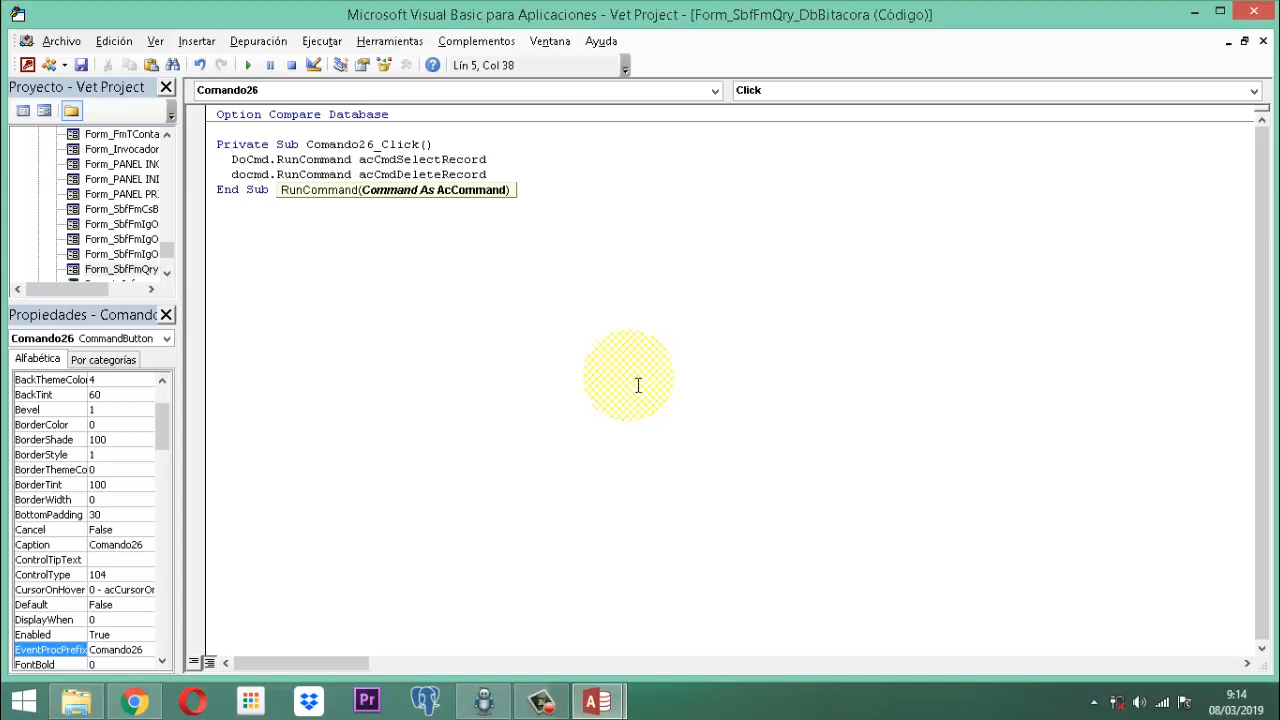 Microsoft Visual Basic para Aplicaciones - Vet Project - [Form_SbfFmQry_DbBitacora (Código)]
Archivo Edición Ver Insertar Depuración Ejecutar Herramientas Complementos Ventana Ayuda
Lín 5, Col 38
Proyecto - Vet Project
Form_FmTConta
Form_Invocador
Form_PANEL ING
Form_PANEL INT
Form_PANEL PRI
Form_SbfFmCsB
Form_SbfFmIgO
Form_SbfFmIgO
Form_SbfFmIgO
Form_SbfFmQry
Propiedades - Comando
Comando26 CommandButton
Alfabética Por categorías
BackThemeColor 4
BackTint 60
Bevel 1
BorderColor 0
BorderShade 100
BorderStyle 1
BorderThemeCo 0
BorderTint 100
BorderWidth 0
BottomPadding 30
Cancel False
Caption Comando26
ControlTipText
ControlType 104
CursorOnHover 0 - acCursorOn
Default False
DisplayWhen 0
Enabled True
EventProcPrefix Comando26
FontBold 0
Comando26 Click
Option Compare Database
Private Sub Comando26_Click()
DoCmd.RunCommand acCmdSelectRecord
docmd.RunCommand acCmdDeleteRecord
End Sub
RunCommand(Command As AcCommand)
Pr
9:14
08/03/2019